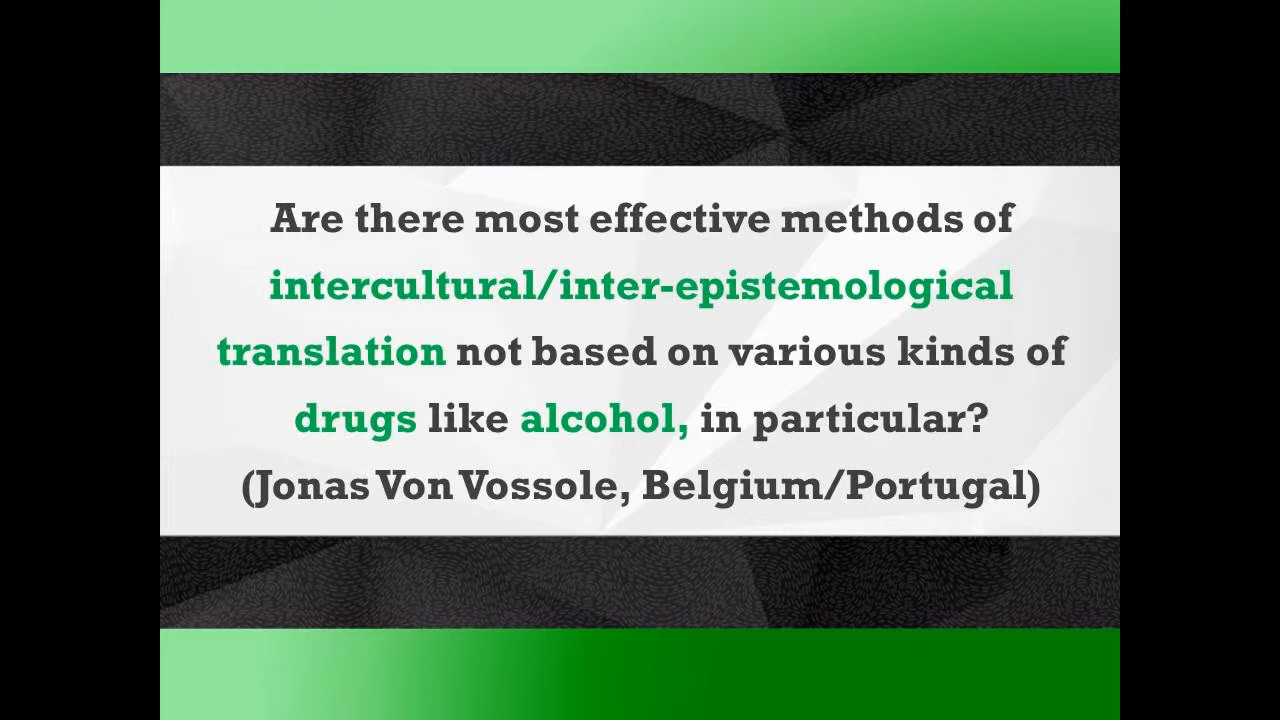 Are there most effective methods of
intercultural/inter-epistemological
translation not based on various kinds of
drugs like alcohol, in particular?
(Jonas Von Vossole, Belgium/Portugal)